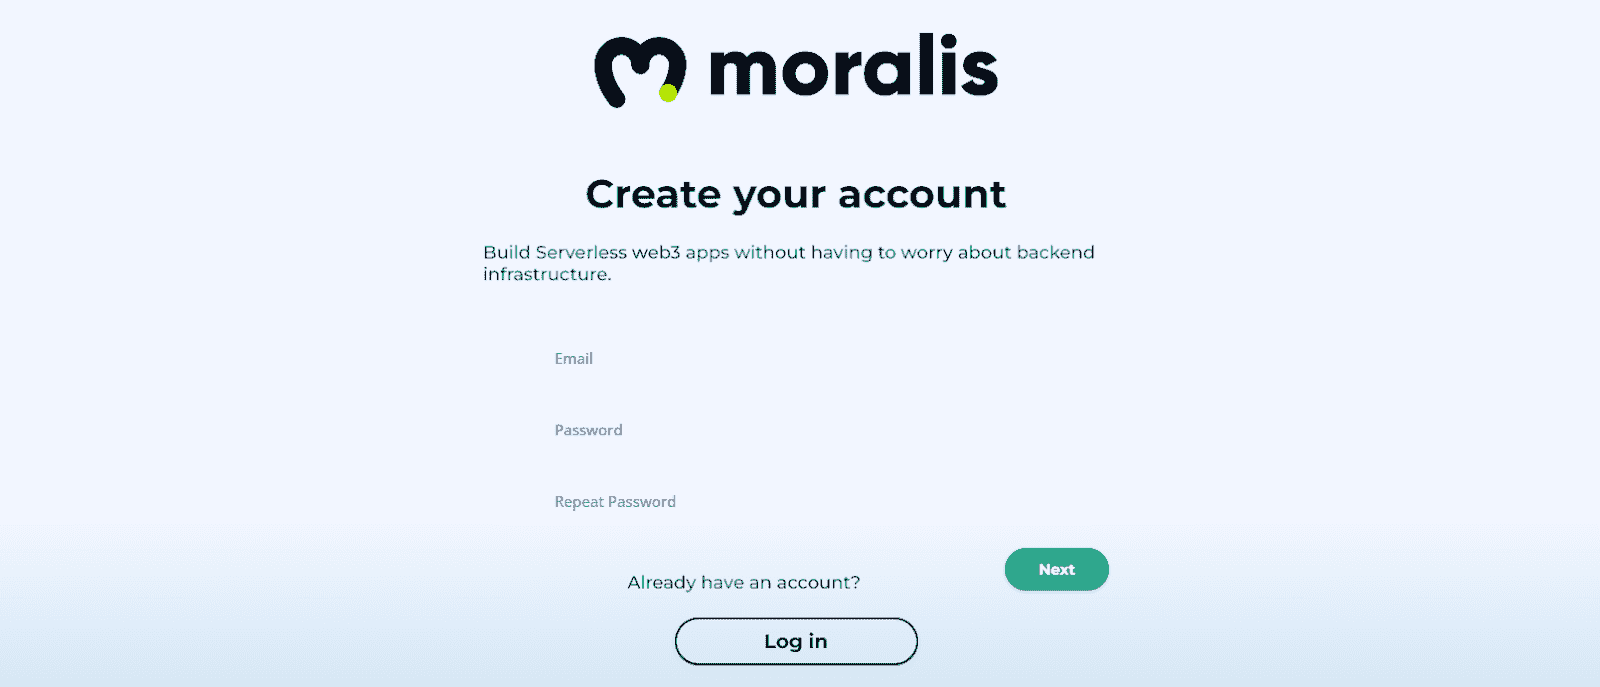 moralis
Create your account
Build Serverless web3 apps without having to worry about backend
infrastructure.
Email
Password
Repeat Password
Next
Already have an account?
Log in